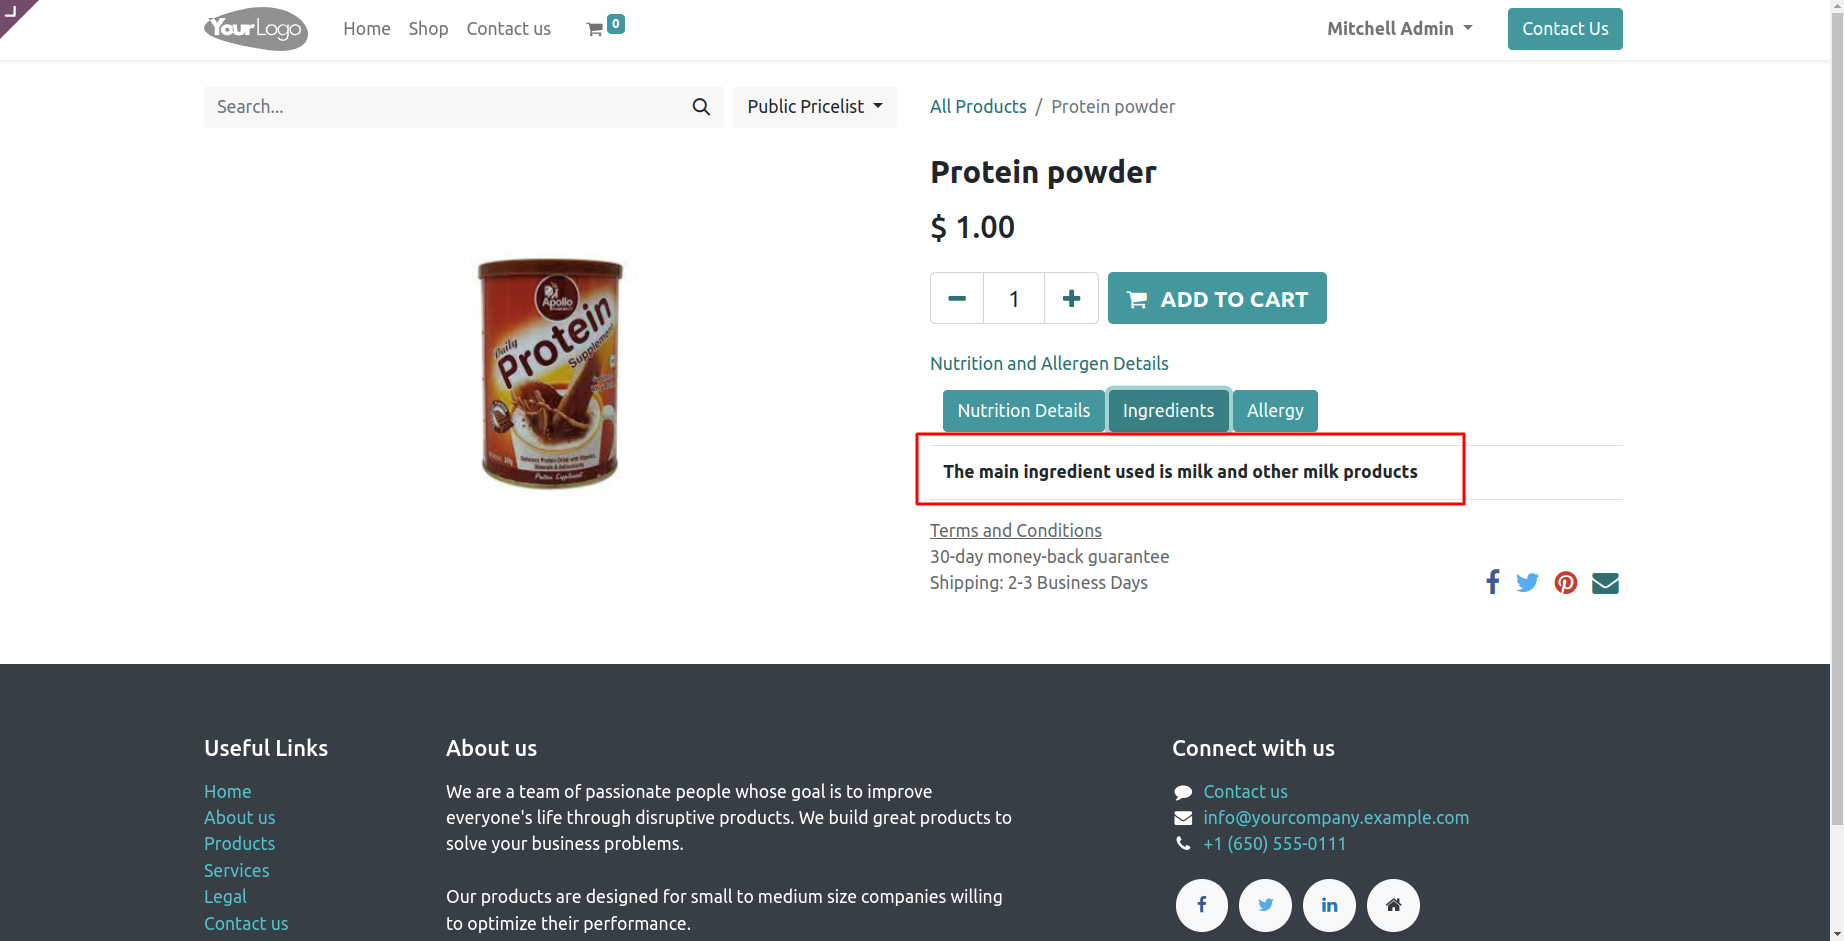 YourLogo
Home Shop Contact us 0
Mitchell Admin
Contact Us
Search...
Public Pricelist
All Products / Protein powder
Protein powder
$ 1.00
1
ADD TO CART
Apollo
PHARMACY
Daily
Protein
Supplement
Nutrition and Allergen Details
Nutrition Details
Ingredients
Allergy
The main ingredient used is milk and other milk products
Terms and Conditions
30-day money-back guarantee
Shipping: 2-3 Business Days
Useful Links
Home
About us
Products
Services
Legal
Contact us
About us
We are a team of passionate people whose goal is to improve
everyone's life through disruptive products. We build great products to
solve your business problems.
Our products are designed for small to medium size companies willing
to optimize their performance.
Connect with us
Contact us
info@yourcompany.example.com
+1 (650) 555-0111